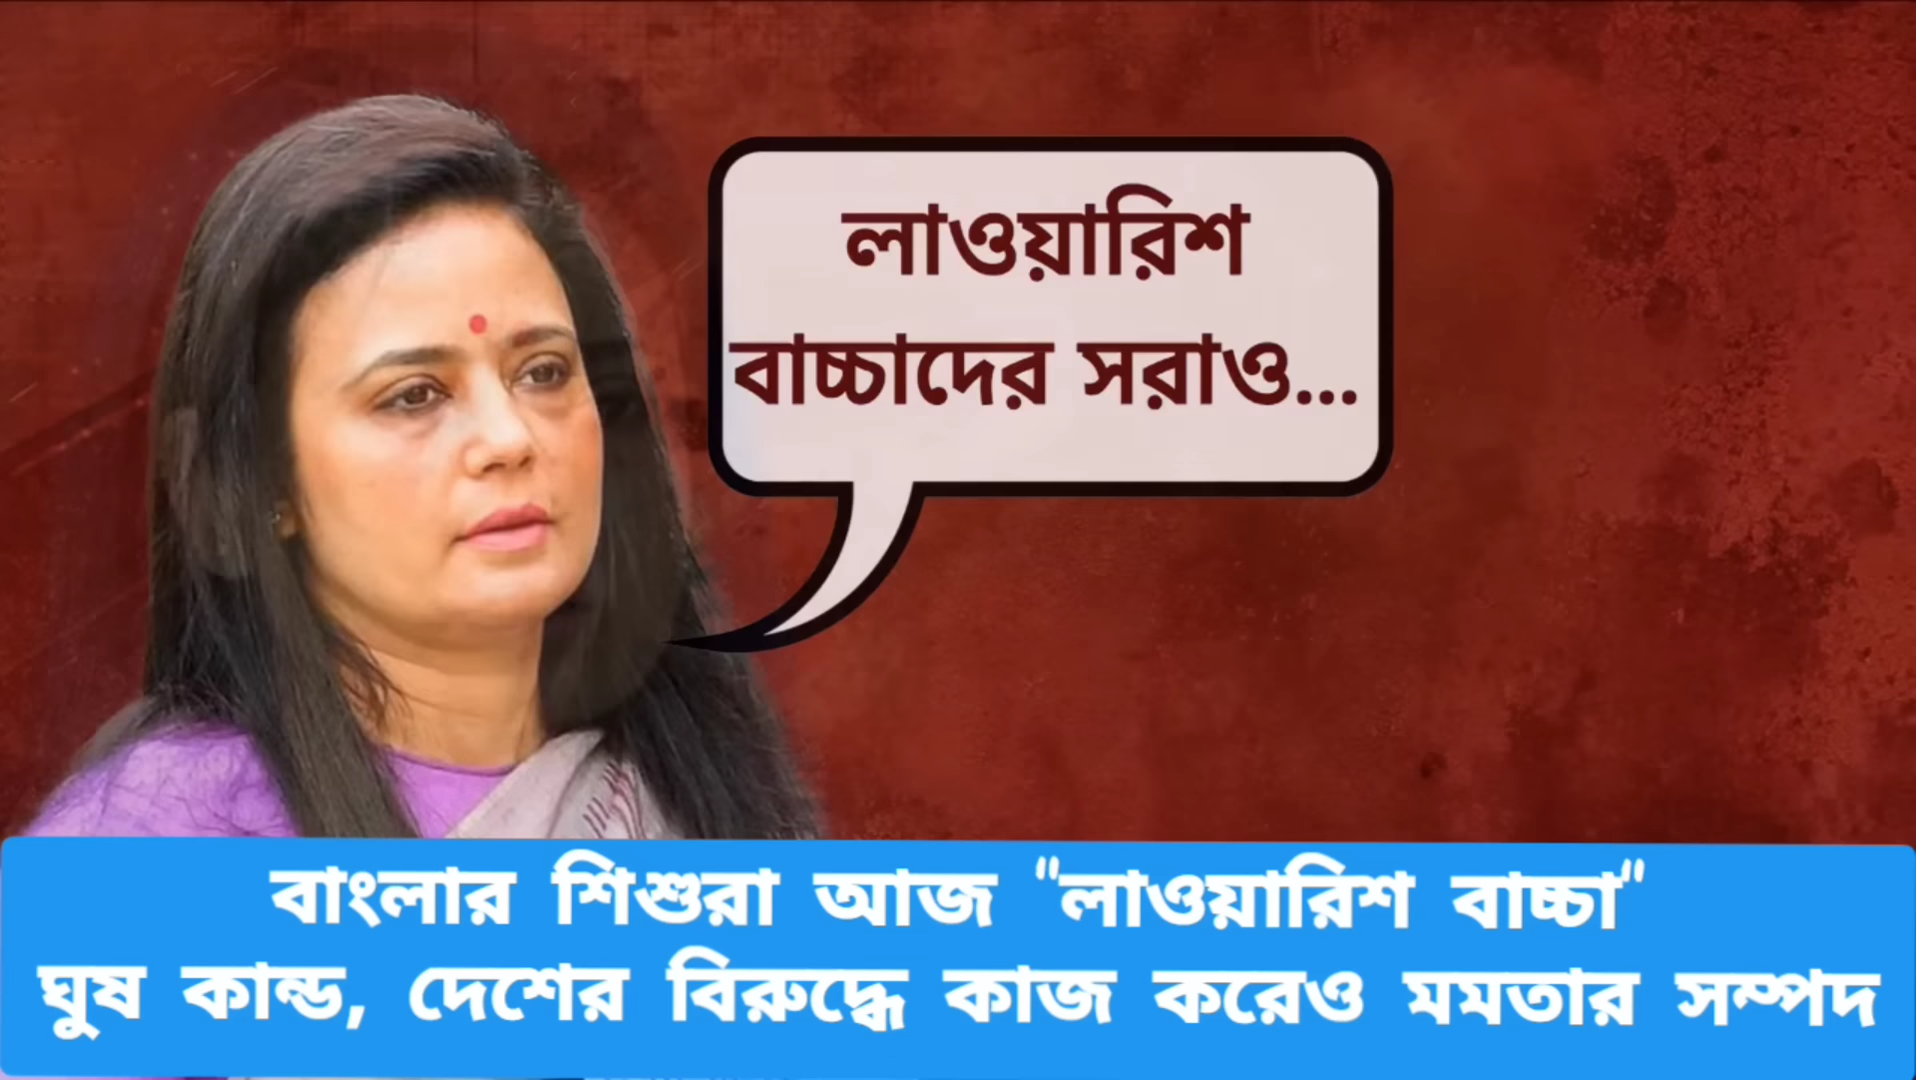 লাওয়ারিশ
বাচ্চাদের সরাও...
বাংলার শিশুরা আজ "লাওয়ারিশ বাচ্চা"
ঘুষ কান্ড, দেশের বিরুদ্ধে কাজ করেও মমতার সম্পদ